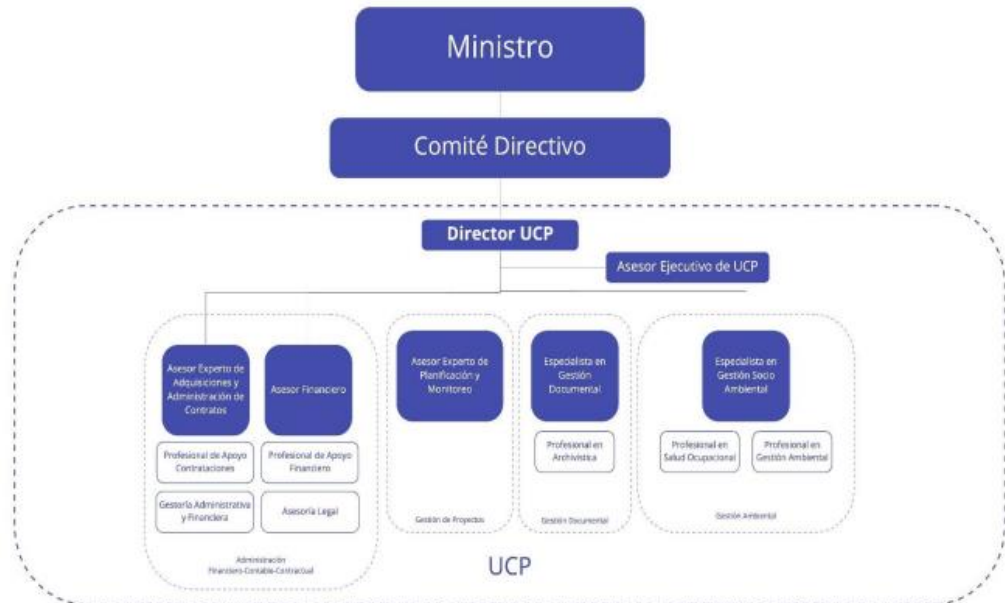 Ministro
Comité Directivo
Director UCP
Asesor Ejecutivo de UCP
Asesor Experto de
Adquisiciones y
Administración de
Contratos
Asesor Financiero
Profesional de Apoyo
Contrataciones
Profesional de Apoyo
Financiero
Gestoría Administrativa
y Financiera
Asesoría Legal
Administración
Financiero-Contable-Contractual
Asesor Experto de
Planificación y
Monitoreo
Gestión de Proyectos
Especialista en
Gestión
Documental
Profesional en
Archivística
Gestión Documental
Especialista en
Gestión Socio
Ambiental
Profesional en
Salud Ocupacional
Profesional en
Gestión Ambiental
Gestión Ambiental
UCP